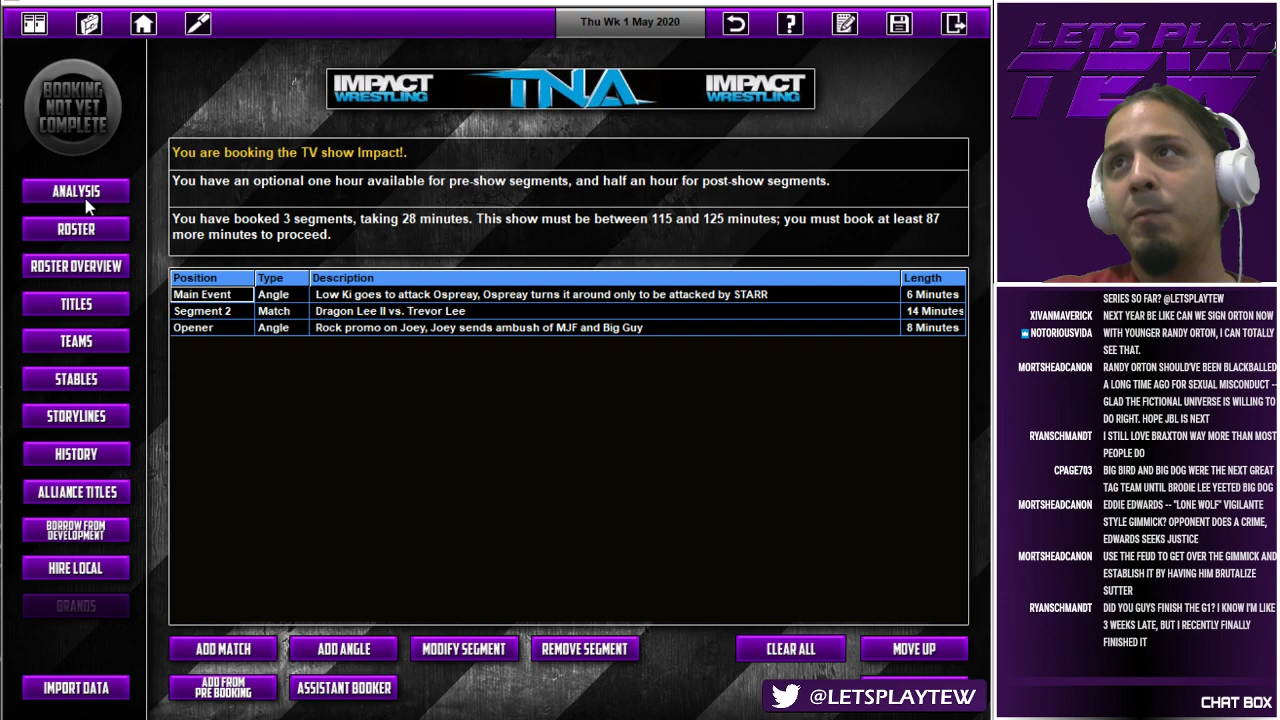 Thu Wk 1 May 2020
BOOKING
NOT YET
COMPLETE
IMPACT
WRESTLING
TNA
IMPACT
WRESTLING
LETS PLAY
TEW
You are booking the TV show Impact!.
You have an optional one hour available for pre-show segments, and half an hour for post-show segments.
You have booked 3 segments, taking 28 minutes. This show must be between 115 and 125 minutes; you must book at least 87
more minutes to proceed.
ANALYSIS
ROSTER
ROSTER OVERVIEW
TITLES
TEAMS
STABLES
STORYLINES
HISTORY
ALLIANCE TITLES
BORROW FROM
DEVELOPMENT
HIRE LOCAL
BRANDS
IMPORT DATA
Position Type Description Length
Main Event Angle Low Ki goes to attack Ospreay, Ospreay turns it around only to be attacked by STARR 6 Minutes
Segment 2 Match Dragon Lee II vs. Trevor Lee 14 Minutes
Opener Angle Rock promo on Joey, Joey sends ambush of MJF and Big Guy 8 Minutes
ADD MATCH ADD ANGLE MODIFY SEGMENT REMOVE SEGMENT CLEAR ALL MOVE UP
ADD FROM
PRE BOOKING
ASSISTANT BOOKER
@LETSPLAYTEW
SERIES SO FAR? @LETSPLAYTEW
XIVANMAVERICK NEXT YEAR BE LIKE CAN WE SIGN ORTON NOW
NOTORIOUSVIDA WITH YOUNGER RANDY ORTON, I CAN TOTALLY
SEE THAT.
MORTSHEADCANON RANDY ORTON SHOULD'VE BEEN BLACKBALLED
A LONG TIME AGO FOR SEXUAL MISCONDUCT --
GLAD THE FICTIONAL UNIVERSE IS WILLING TO
DO RIGHT. HOPE JBL IS NEXT
RYANSCHMANDT I STILL LOVE BRAXTON WAY MORE THAN MOST
PEOPLE DO
CPAGE703 BIG BIRD AND BIG DOG WERE THE NEXT GREAT
TAG TEAM UNTIL BRODIE LEE YEETED BIG DOG
MORTSHEADCANON EDDIE EDWARDS -- "LONE WOLF" VIGILANTE
STYLE GIMMICK? OPPONENT DOES A CRIME,
EDWARDS SEEKS JUSTICE
MORTSHEADCANON USE THE FEUD TO GET OVER THE GIMMICK AND
ESTABLISH IT BY HAVING HIM BRUTALIZE
SUTTER
RYANSCHMANDT DID YOU GUYS FINISH THE G1? I KNOW I'M LIKE
3 WEEKS LATE, BUT I RECENTLY FINALLY
FINISHED IT
CHAT BOX